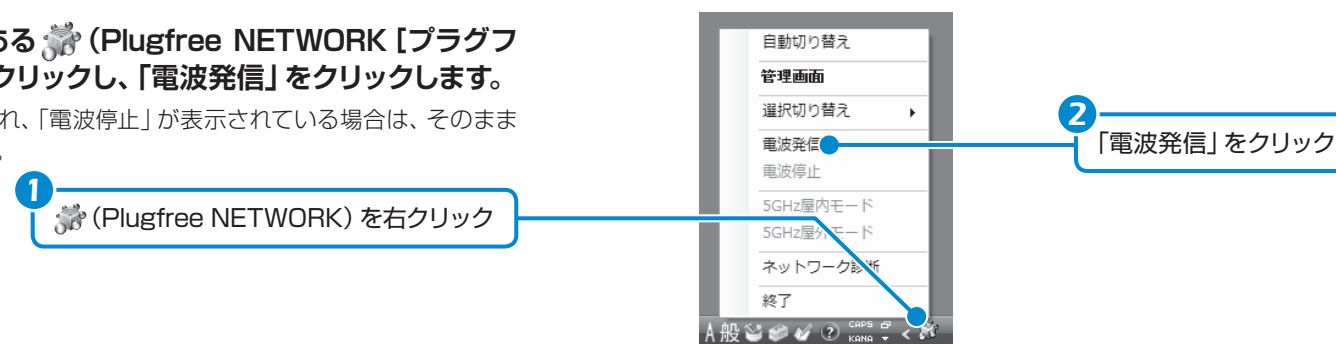 ある (Plugfree NETWORK [プラグフ
クリックし、「電波発信」をクリックします。
れ、「電波停止」が表示されている場合は、そのまま
。
1
(Plugfree NETWORK) を右クリック
自動切り替え
管理画面
選択切り替え
電波発信
電波停止
5GHz屋内モード
5GHz屋外モード
ネットワーク診断
終了
A 般 ? CAPS
KANA <
2
「電波発信」をクリック